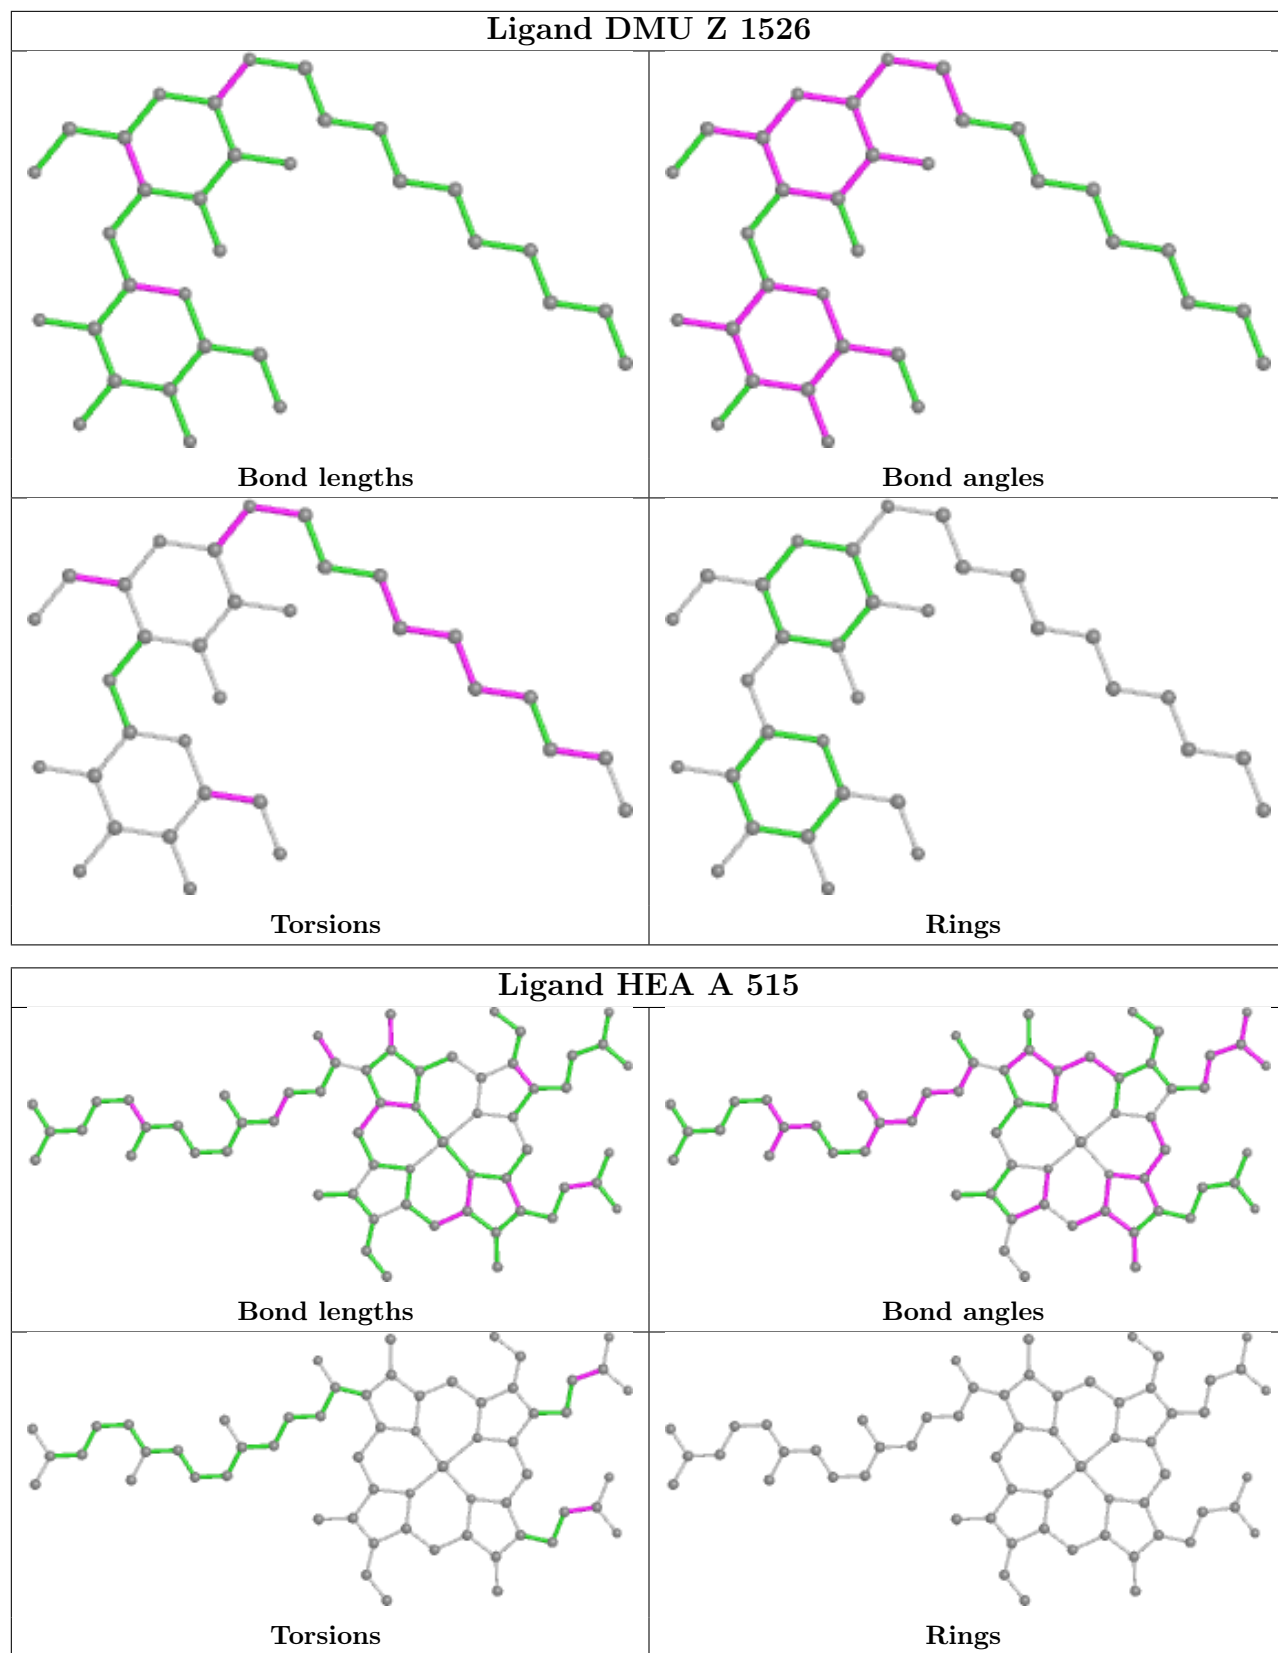 Ligand DMU Z 1526
Bond lengths
Bond angles
Torsions
Rings
Ligand HEA A 515
Bond lengths
Bond angles
Torsions
Rings